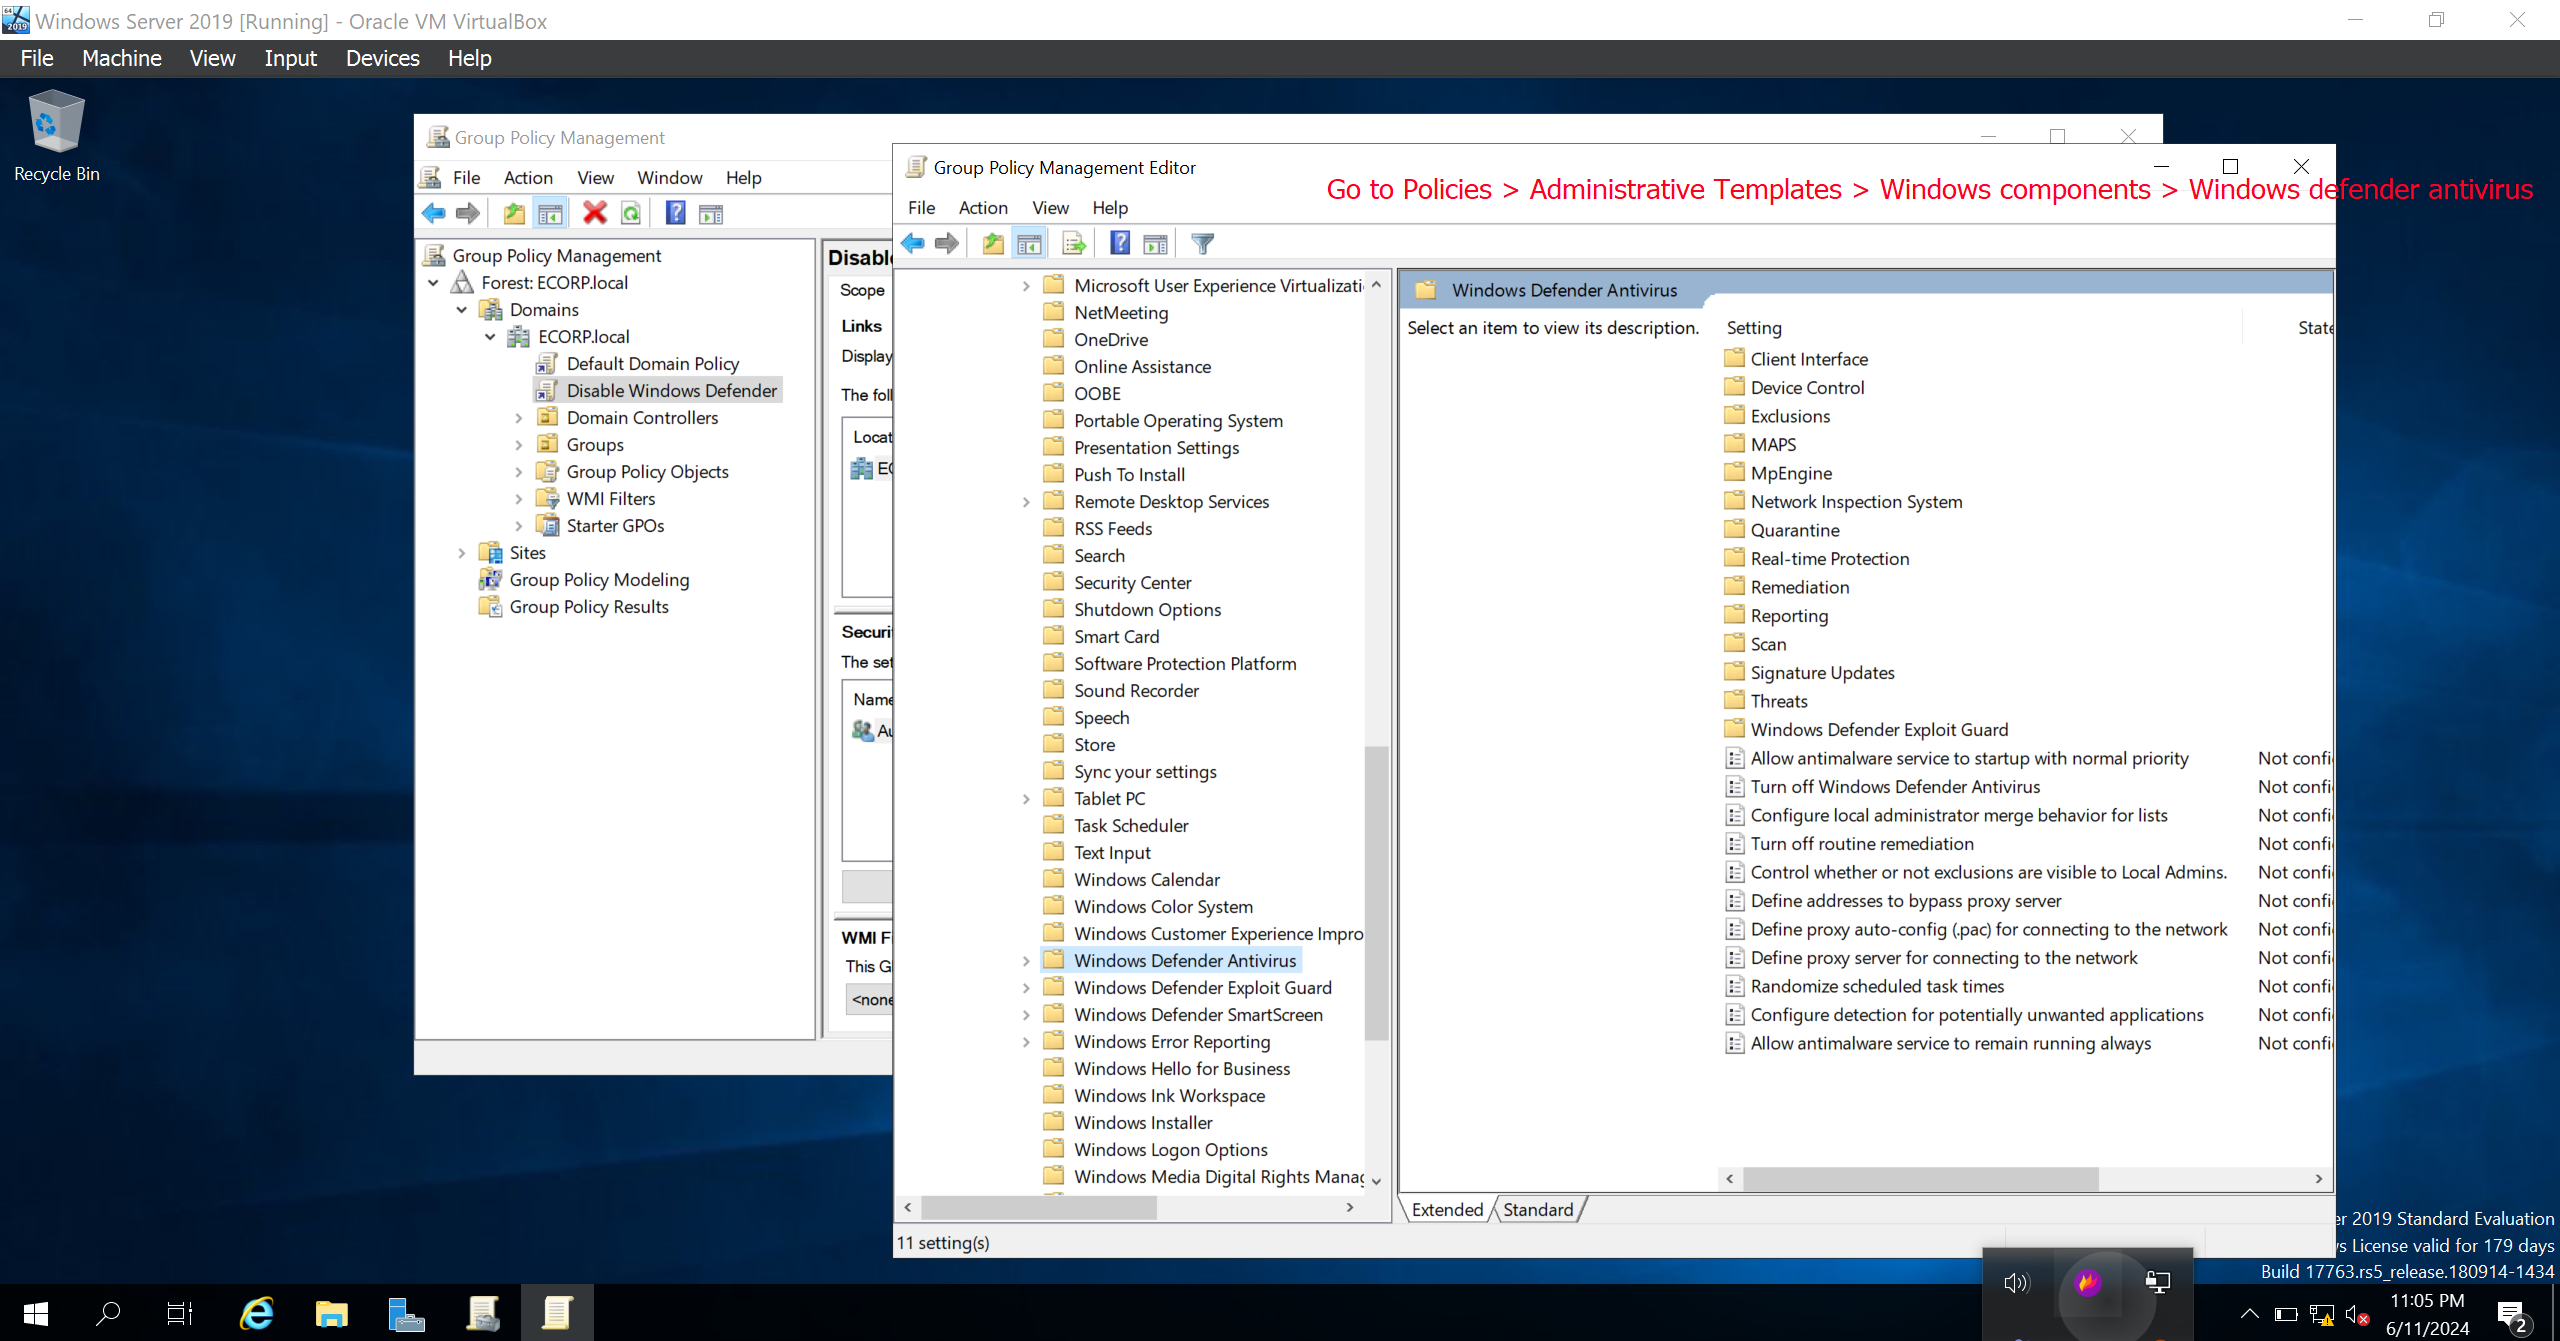 Windows Server 2019 [Running] - Oracle VM VirtualBox
File Machine View Input Devices Help
Recycle Bin
Group Policy Management
File Action View Window Help
Group Policy Management
Forest: ECORP.local
Domains
ECORP.local
Default Domain Policy
Disable Windows Defender
Domain Controllers
Groups
Group Policy Objects
WMI Filters
Starter GPOs
Sites
Group Policy Modeling
Group Policy Results
Scope
Links
Display
The
WMI
This
<none
Group Policy Management Editor
Go to Policies > Administrative Templates > Windows components > Windows defender antivirus
File Action View Help
Microsoft User Experience Virtualizati
NetMeeting
OneDrive
Online Assistance
OOBE
Portable Operating System
Presentation Settings
Push To Install
Remote Desktop Services
RSS Feeds
Search
Security Center
Shutdown Options
Smart Card
Software Protection Platform
Sound Recorder
Speech
Store
Sync your settings
Tablet PC
Task Scheduler
Text Input
Windows Calendar
Windows Color System
Windows Customer Experience Impro
Windows Defender Antivirus
Windows Defender Exploit Guard
Windows Defender SmartScreen
Windows Error Reporting
Windows Hello for Business
Windows Ink Workspace
Windows Installer
Windows Logon Options
Windows Media Digital Rights Manag
Windows Defender Antivirus
Select an item to view its description.
Setting State
Client Interface
Device Control
Exclusions
MAPS
MpEngine
Network Inspection System
Quarantine
Real-time Protection
Remediation
Reporting
Scan
Signature Updates
Threats
Windows Defender Exploit Guard
Allow antimalware service to startup with normal priority Not confi
Turn off Windows Defender Antivirus Not confi
Configure local administrator merge behavior for lists Not confi
Turn off routine remediation Not confi
Control whether or not exclusions are visible to Local Admins. Not confi
Define addresses to bypass proxy server Not confi
Define proxy auto-config (.pac) for connecting to the network Not confi
Define proxy server for connecting to the network Not confi
Randomize scheduled task times Not confi
Configure detection for potentially unwanted applications Not confi
Allow antimalware service to remain running always Not confi
Extended Standard
11 setting(s)
er 2019 Standard Evaluation
s License valid for 179 days
Build 17763.rs5_release.180914-1434
11:05 PM
6/11/2024
2